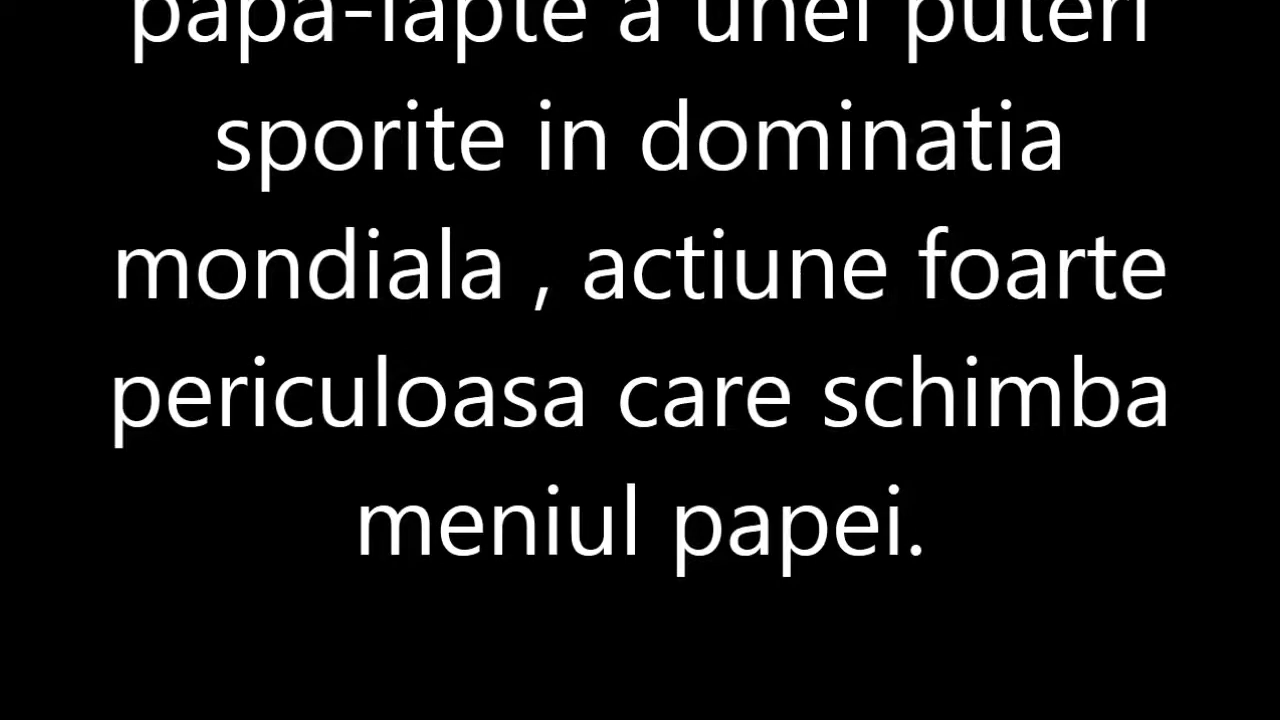 papa-lapte a unei puteri
sporite in dominatia
mondiala , actiune foarte
periculoasa care schimba
meniul papei.